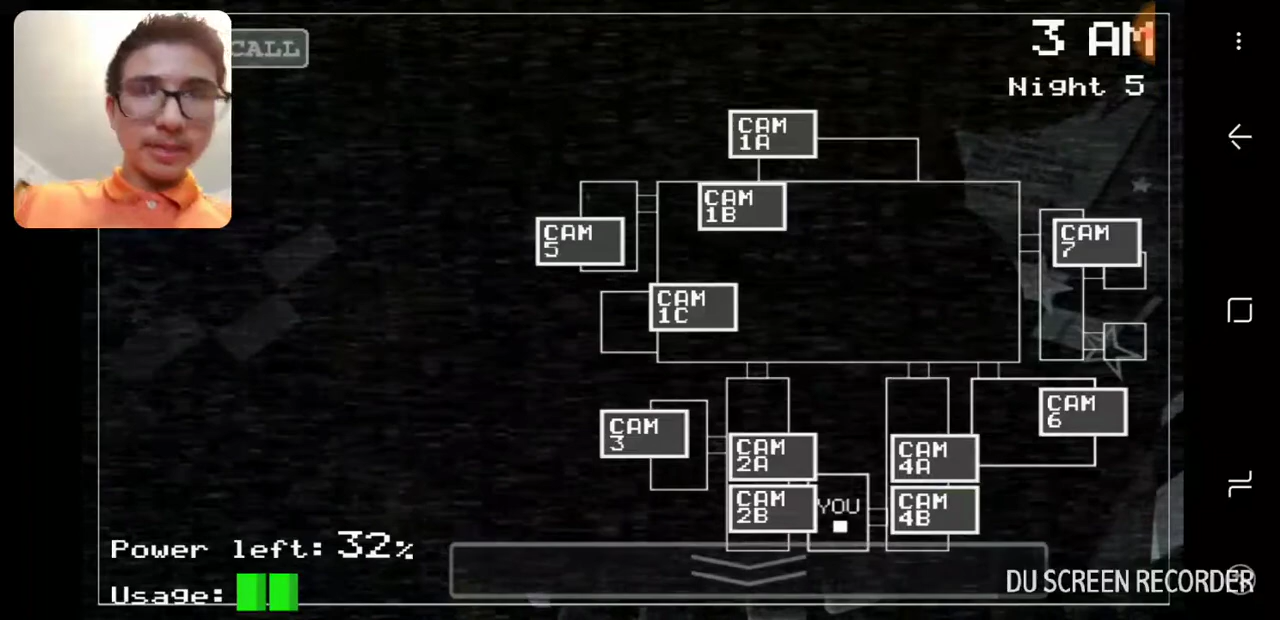 CALL
3 AM
Night 5
CAM
1A
CAM
1B
CAM
5
CAM
7
CAM
1C
CAM
6
CAM
3
CAM
2A
CAM
4A
CAM
2B
YOU
CAM
4B
Power left: 32%
Usage:
DU SCREEN RECORDER